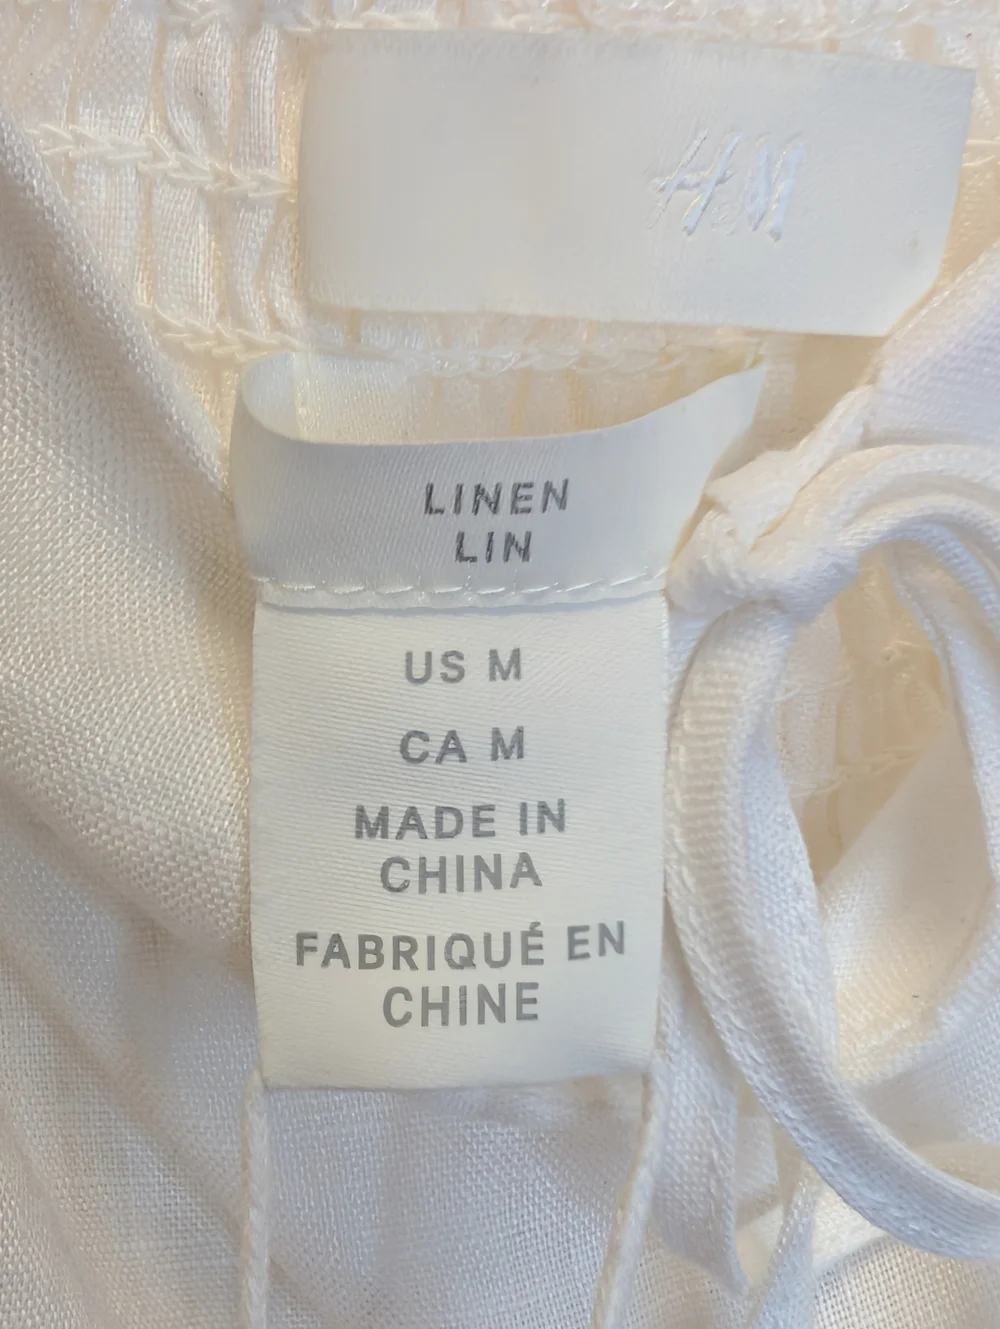 H&M
LINEN
LIN
US M
CA M
MADE IN
CHINA
FABRIQUÉ EN
CHINE